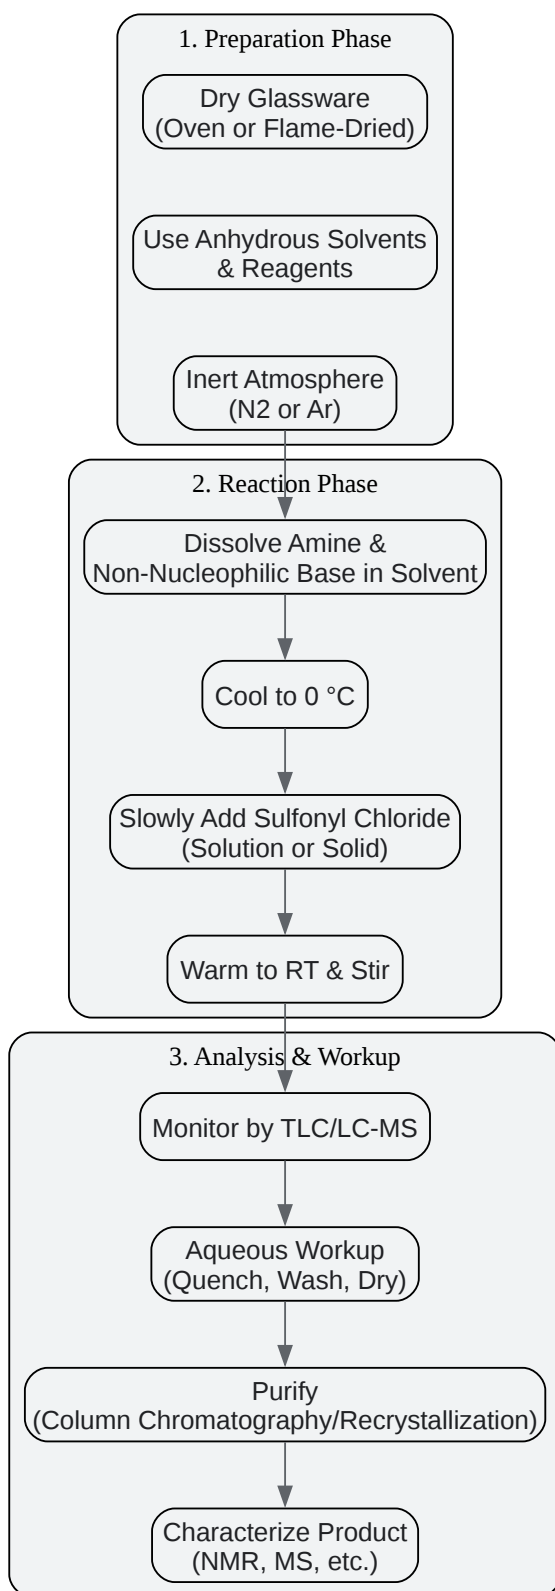 1. Preparation Phase
Dry Glassware
(Oven or Flame-Dried)
Use Anhydrous Solvents
& Reagents
Inert Atmosphere
(N2 or Ar)
2. Reaction Phase
Dissolve Amine &
Non-Nucleophilic Base in Solvent
Cool to 0 °C
Slowly Add Sulfonyl Chloride
(Solution or Solid)
Warm to RT & Stir
3. Analysis & Workup
Monitor by TLC/LC-MS
Aqueous Workup
(Quench, Wash, Dry)
Purify
(Column Chromatography/Recrystallization)
Characterize Product
(NMR, MS, etc.)